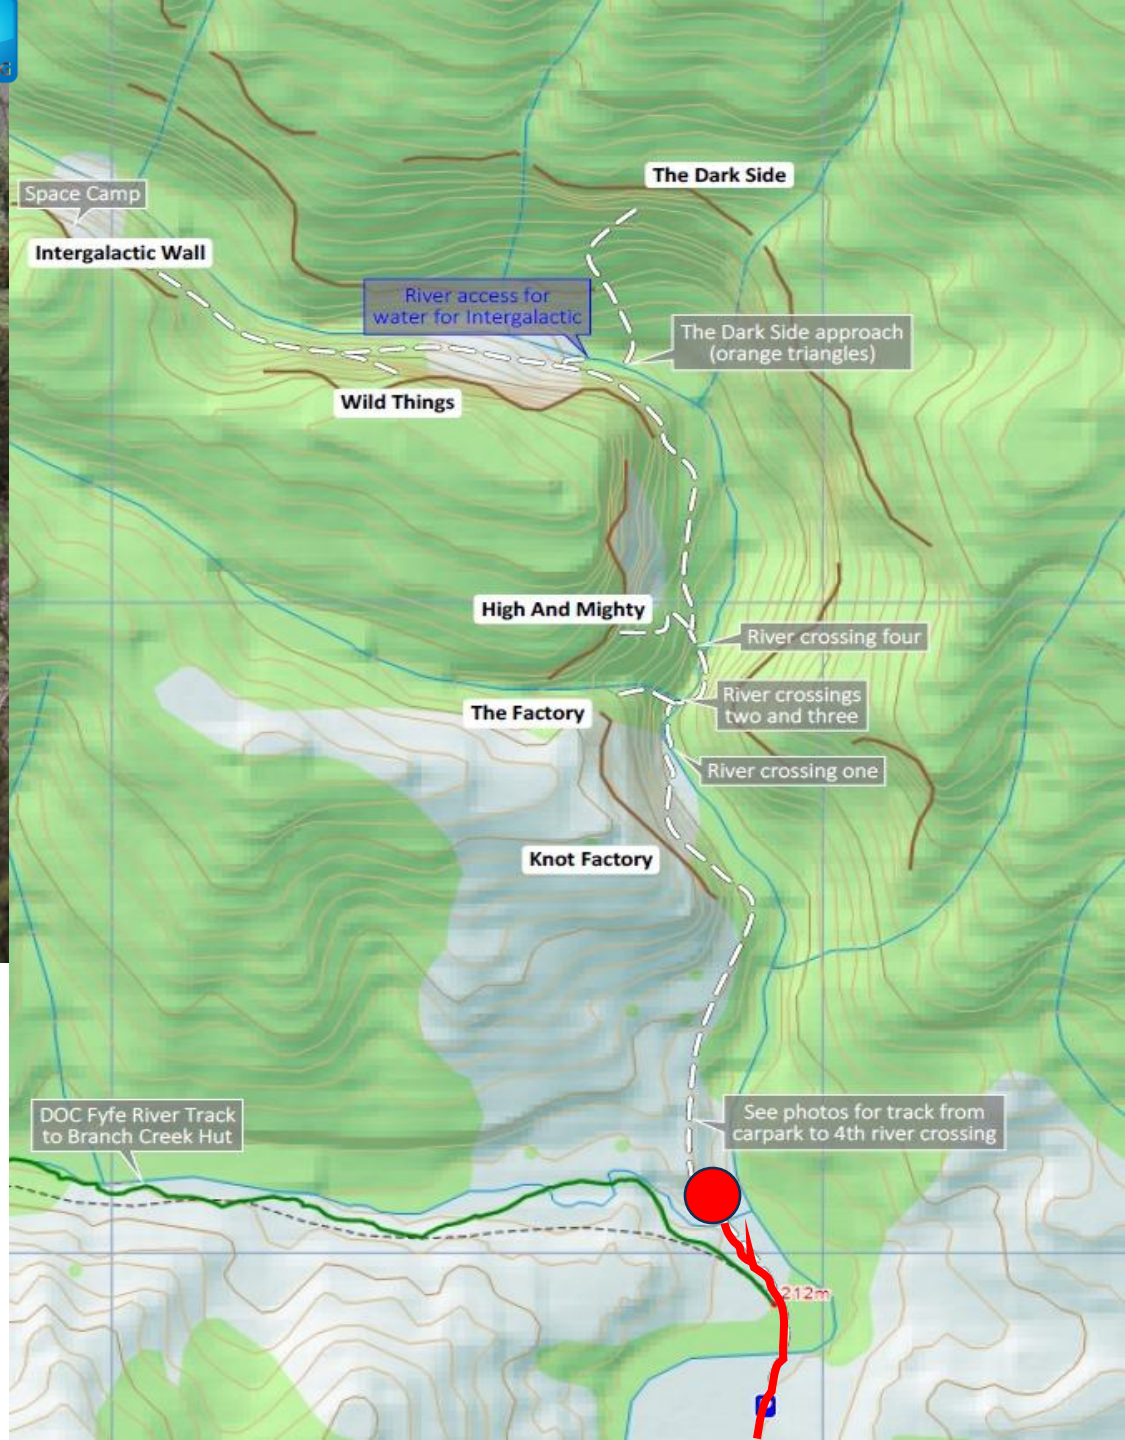 The Dark Side
Space Camp
Intergalactic Wall
River access for
water for Intergalactic
The Dark Side approach
(orange triangles)
Wild Things
High And Mighty
River crossing four
River crossings
two and three
The Factory
River crossing one
Knot Factory
See photos for track from
carpark to 4th river crossing
DOC Fyfe River Track
to Branch Creek Hut
212m